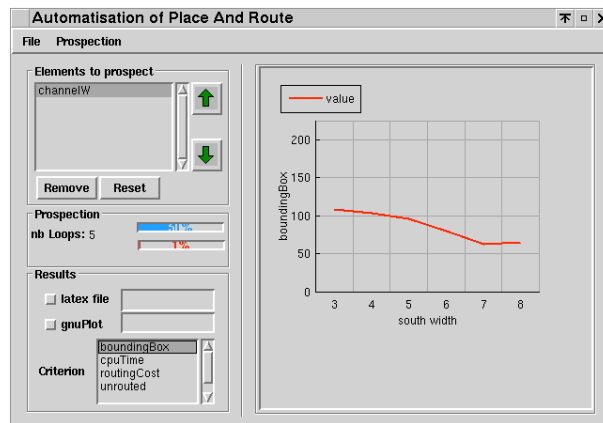 Automatisation of Place And Route
File Prospection
Elements to prospect
channelW
Remove Reset
Prospection
nb Loops: 5
50%
1%
Results
latex file
gnuPlot
Criterion
boundingBox
cpuTime
routingCost
unrouted
value
boundingBox
200
150
100
50
0
3 4 5 6 7 8
south width